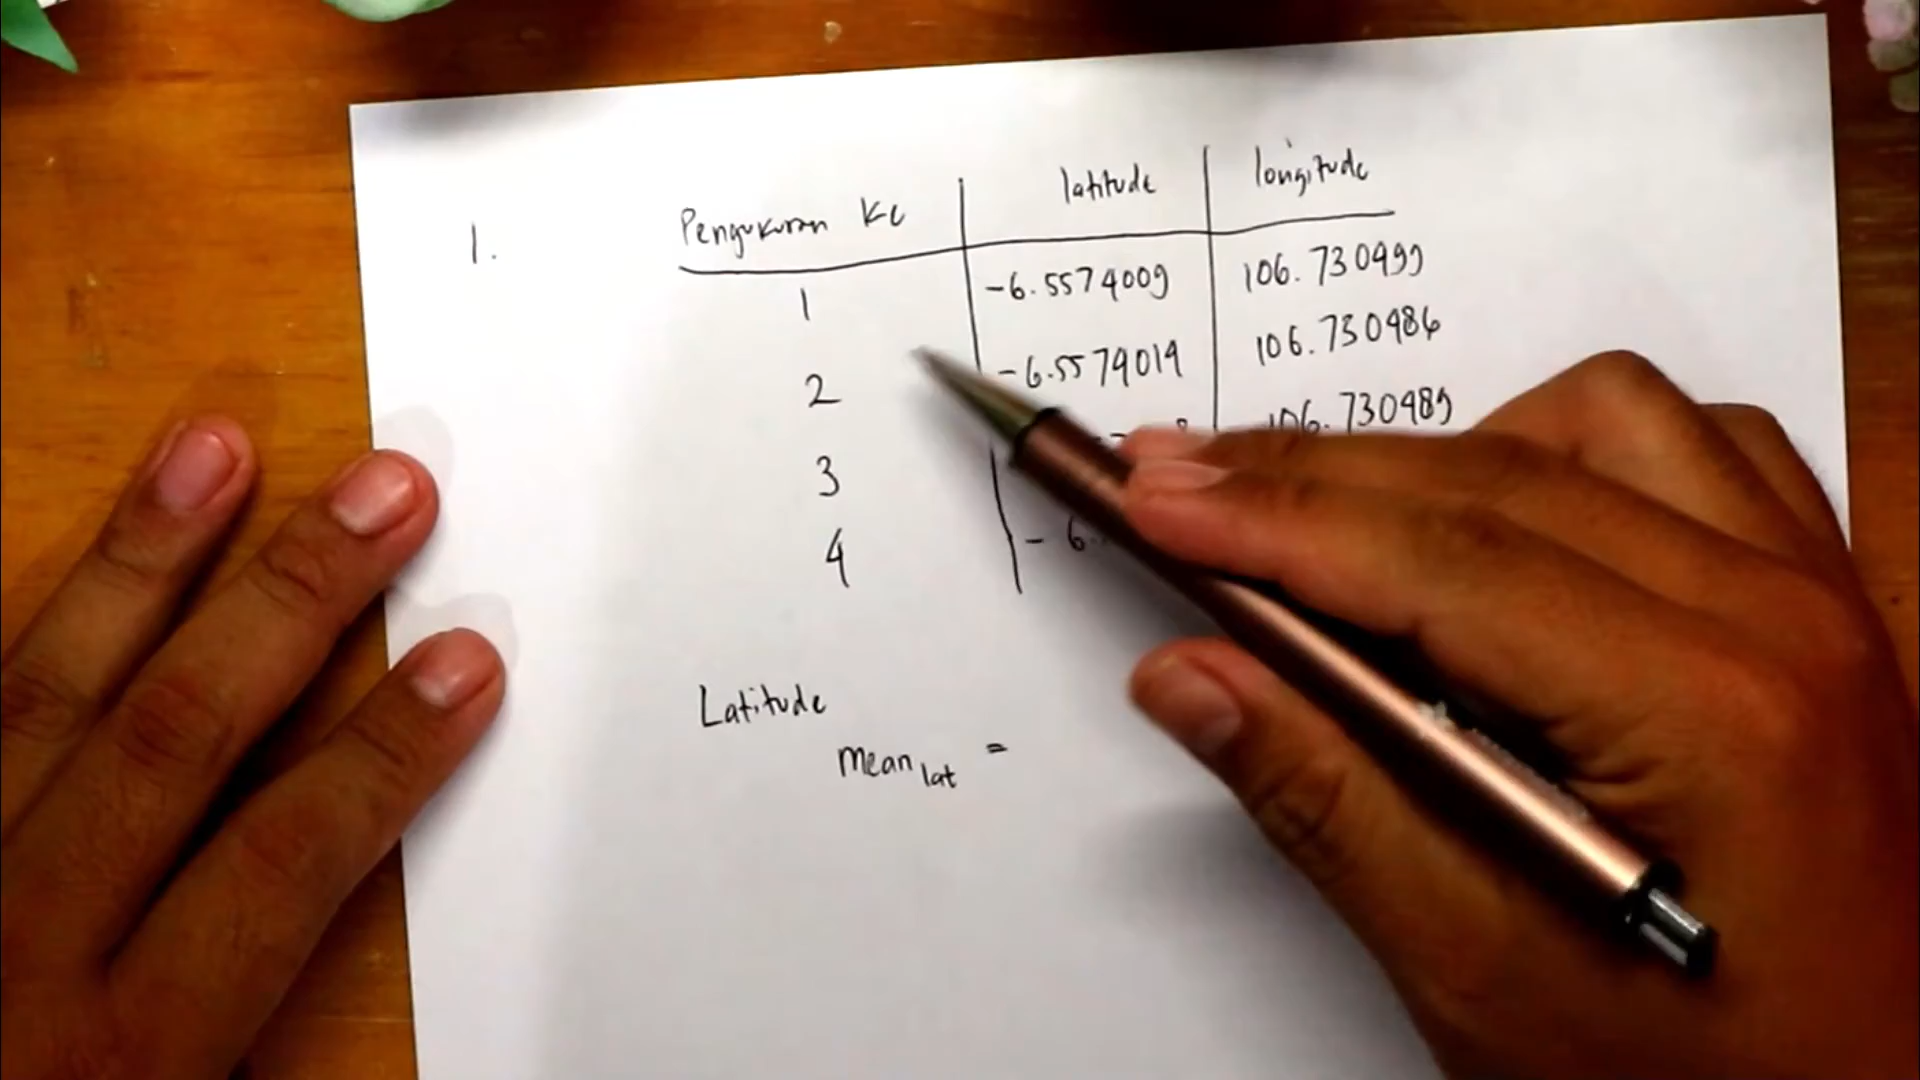 1. Pengukuran Ke latitude longitude
1 -6.5574009 106.730499
2 -6.5574014 106.730486
3 106.730489
4
Latitude
Mean lat =